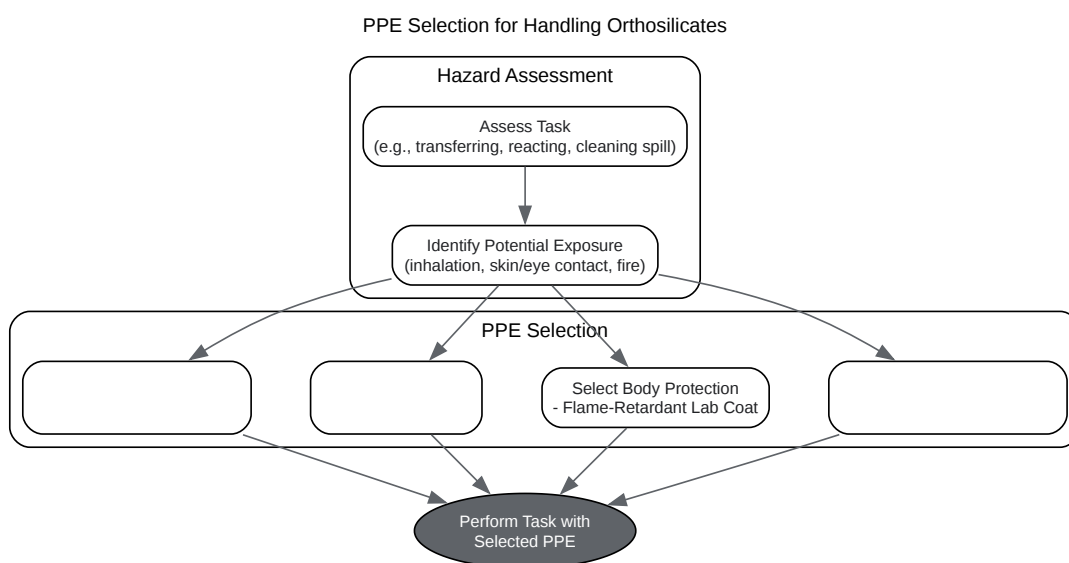 PPE Selection for Handling Orthosilicates
Hazard Assessment
Assess Task
(e.g., transferring, reacting, cleaning spill)
Identify Potential Exposure
(inhalation, skin/eye contact, fire)
PPE Selection
Select Body Protection
- Flame-Retardant Lab Coat
Perform Task with
Selected PPE